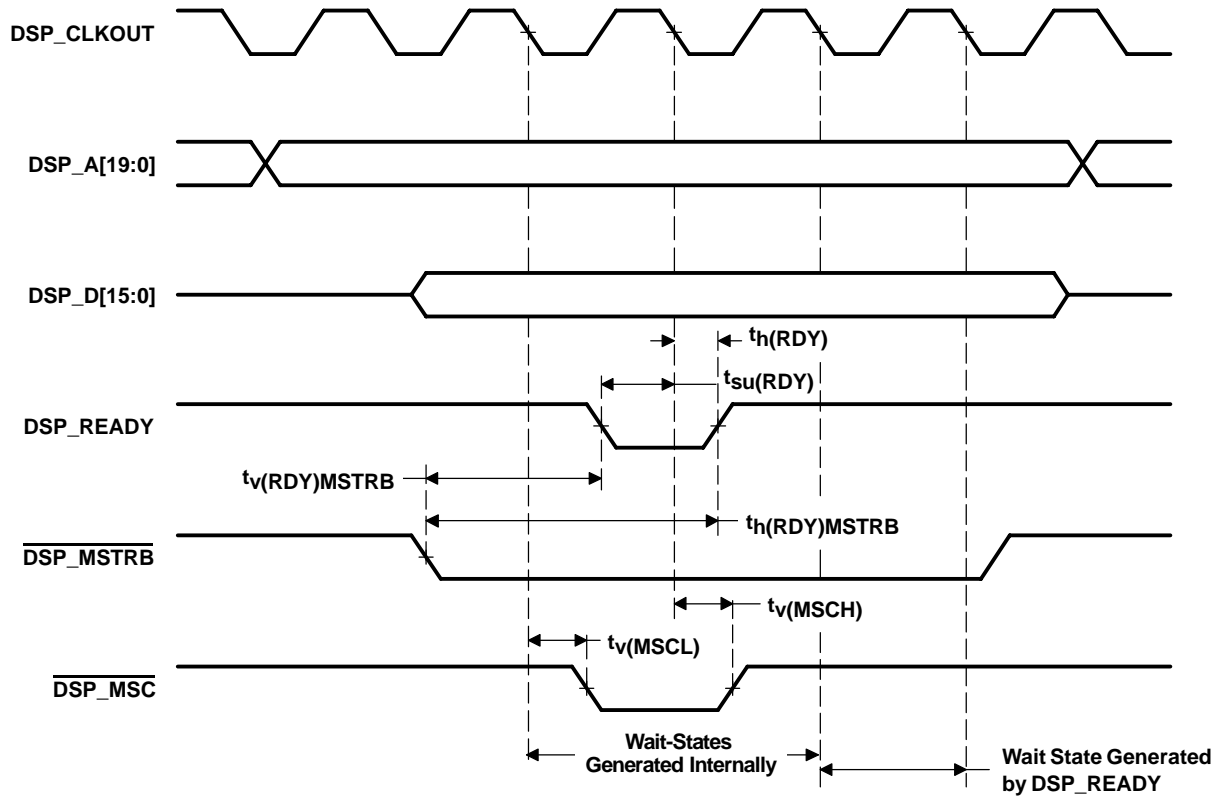 DSP_CLKOUT
DSP_A[19:0]
DSP_D[15:0]
th(RDY)
tsu(RDY)
DSP_READY
tv(RDY)MSTRB
th(RDY)MSTRB
DSP_MSTRB
tv(MSCH)
tv(MSCL)
DSP_MSC
Wait-States
Generated Internally
Wait State Generated
by DSP_READY